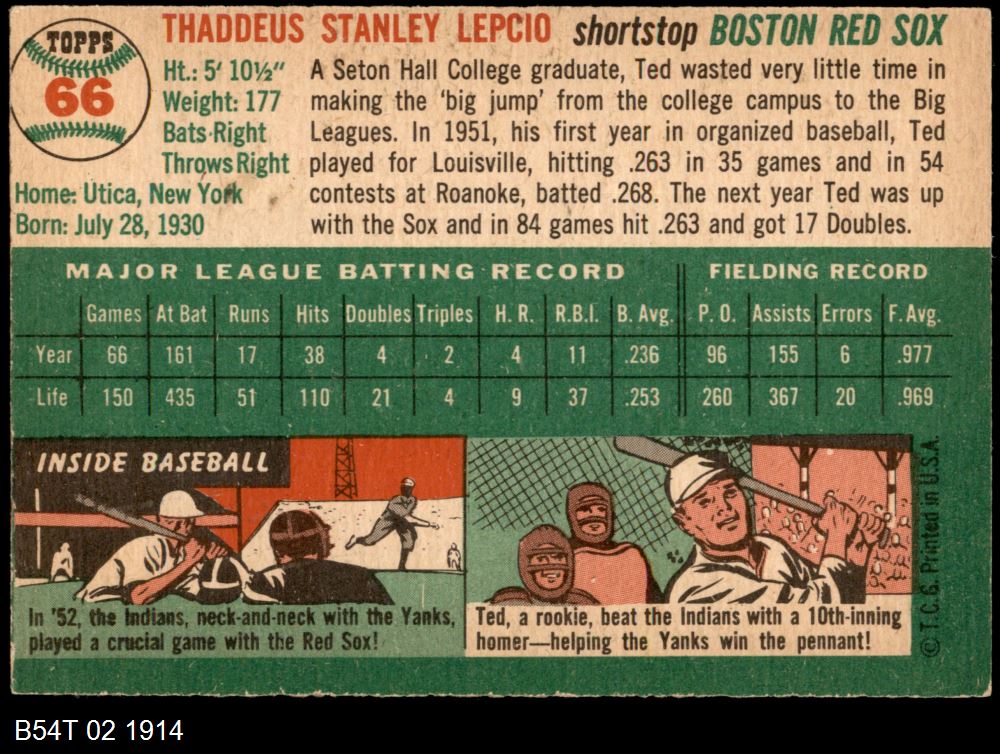 TOPPS
66
THADDEUS STANLEY LEPCIO shortstop BOSTON RED SOX
Ht.: 5' 10½"
Weight: 177
Bats·Right
Throws Right
Home: Utica, New York
Born: July 28, 1930
A Seton Hall College graduate, Ted wasted very little time in
making the 'big jump' from the college campus to the Big
Leagues. In 1951, his first year in organized baseball, Ted
played for Louisville, hitting .263 in 35 games and in 54
contests at Roanoke, batted .268. The next year Ted was up
with the Sox and in 84 games hit .263 and got 17 Doubles.
MAJOR LEAGUE BATTING RECORD FIELDING RECORD
Games At Bat Runs Hits Doubles Triples H. R. R.B.I. B. Avg. P. O. Assists Errors F. Avg.
Year 66 161 17 38 4 2 4 11 .236 96 155 6 .977
Life 150 435 51 110 21 4 9 37 .253 260 367 20 .969
INSIDE BASEBALL
In '52, the Indians, neck-and-neck with the Yanks,
played a crucial game with the Red Sox!
Ted, a rookie, beat the Indians with a 10th-inning
homer—helping the Yanks win the pennant!
© T.C.G. Printed in U.S.A.
B54T 02 1914